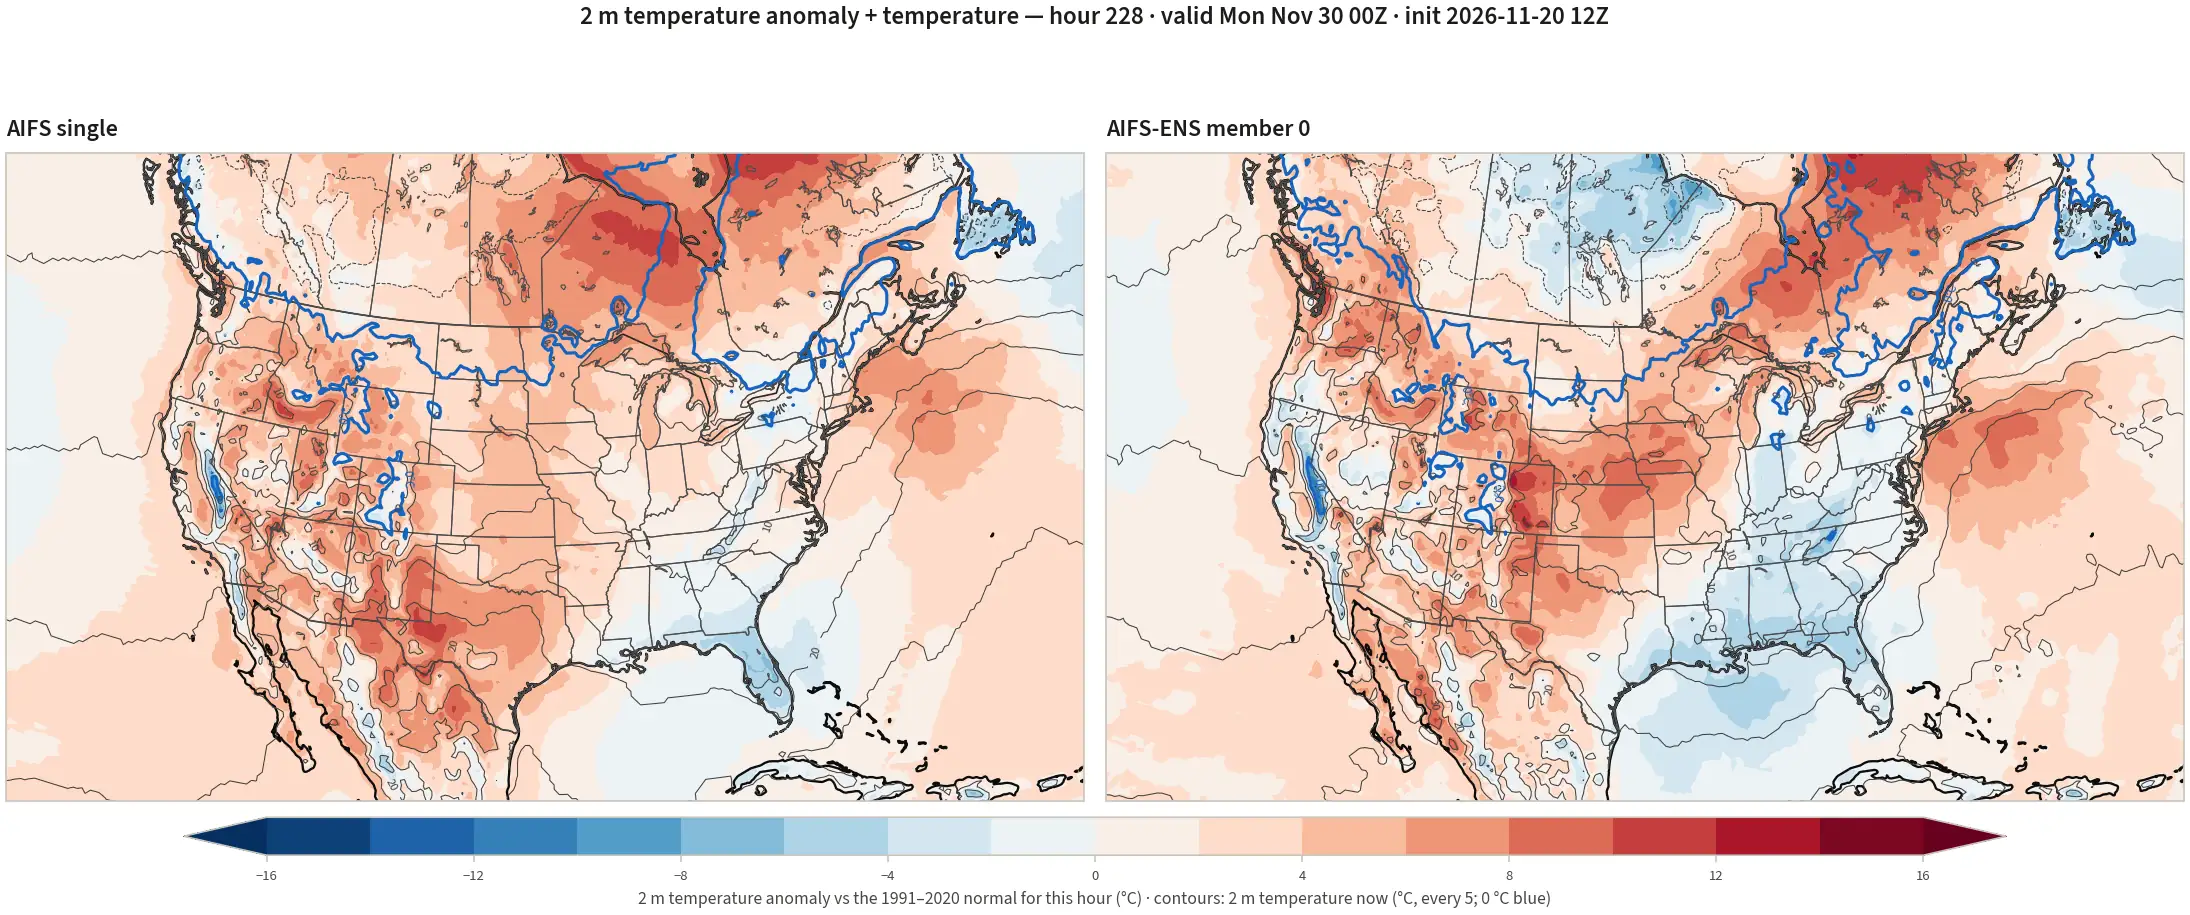 2 m temperature anomaly + temperature — hour 228 · valid Mon Nov 30 00Z · init 2026-11-20 12Z
AIFS single
AIFS-ENS member 0
−16 −12 −8 −4 0 4 8 12 16
2 m temperature anomaly vs the 1991–2020 normal for this hour (°C) · contours: 2 m temperature now (°C, every 5; 0 °C blue)